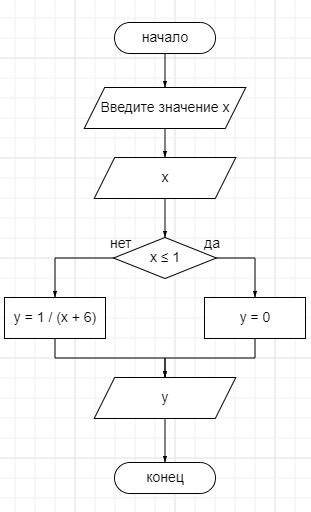 начало
Введите значение x
x
нет
да
x ≤ 1
y = 1 / (x + 6)
y = 0
y
конец